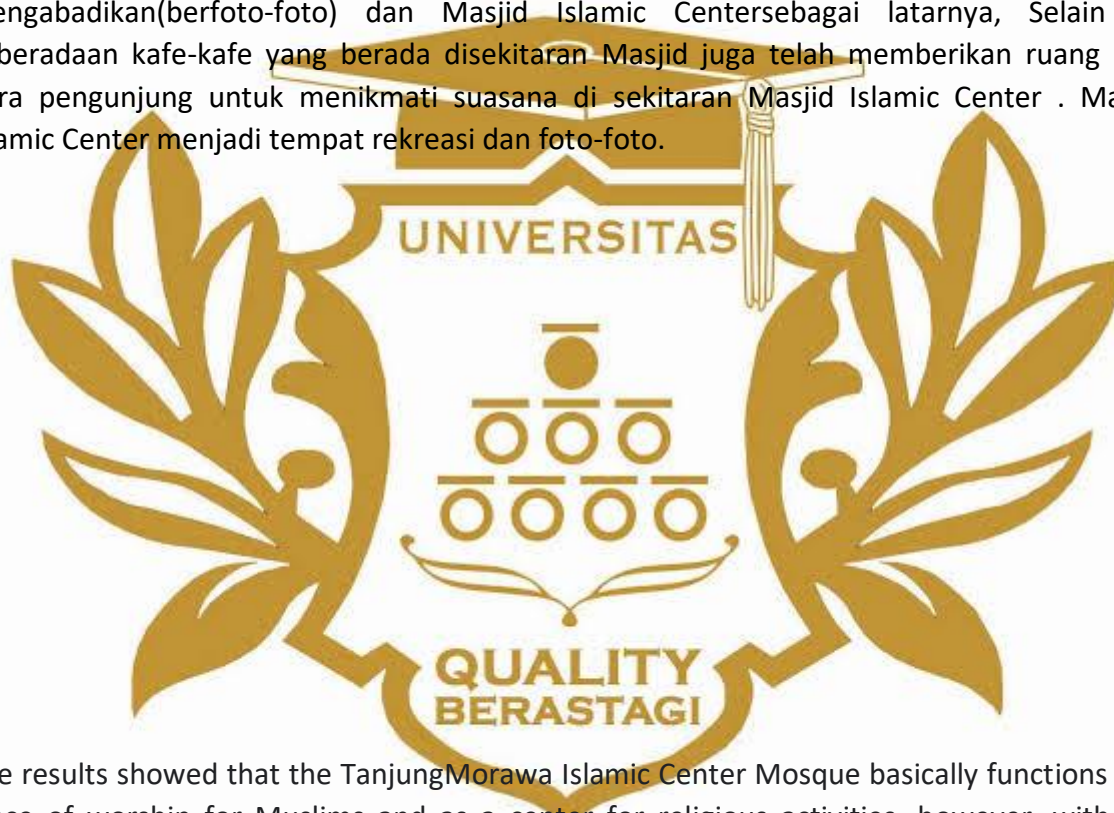 engabadikan(berfoto-foto) dan Masjid Islamic Centersebagai latarnya, Selain
beradaan kafe-kafe yang berada disekitaran Masjid juga telah memberikan ruang
ra pengunjung untuk menikmati suasana di sekitaran Masjid Islamic Center . Ma
amic Center menjadi tempat rekreasi dan foto-foto.
UNIVERSITAS
QUALITY
BERASTAGI
e results showed that the TanjungMorawa Islamic Center Mosque basically functions